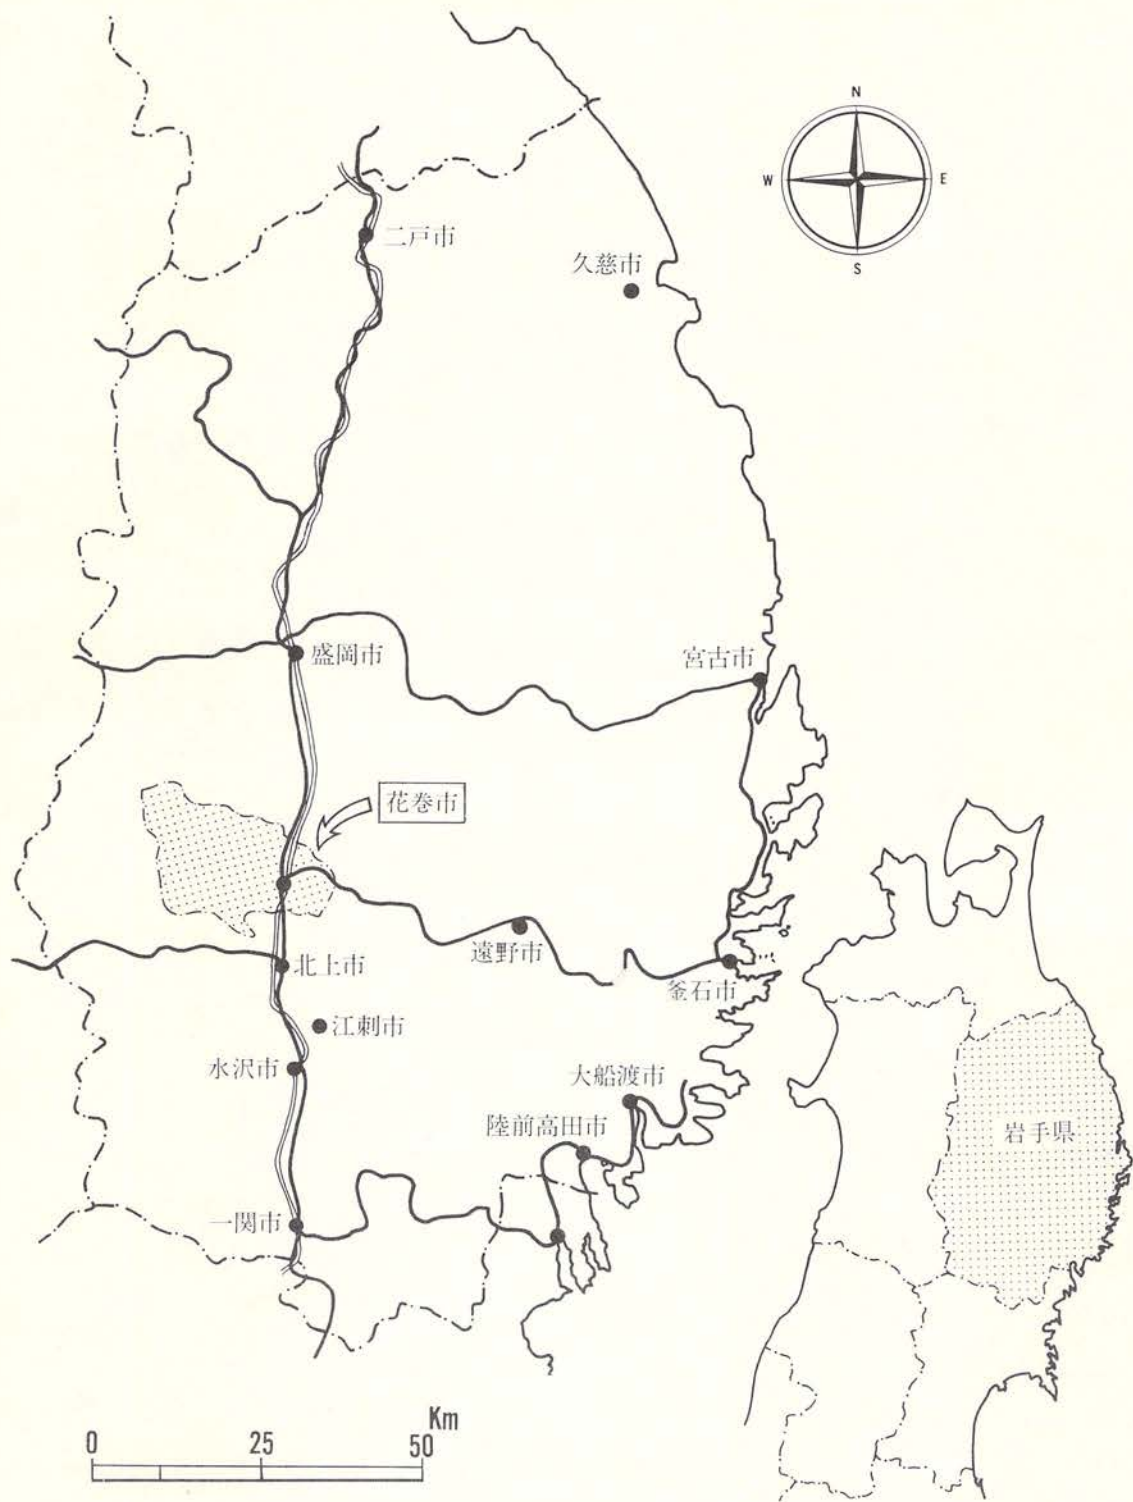 N
W
E
S
二戸市
久慈市
盛岡市
宮古市
花巻市
遠野市
釜石市
北上市
江刺市
水沢市
大船渡市
陸前高田市
岩手県
一関市
Km
0 25 50